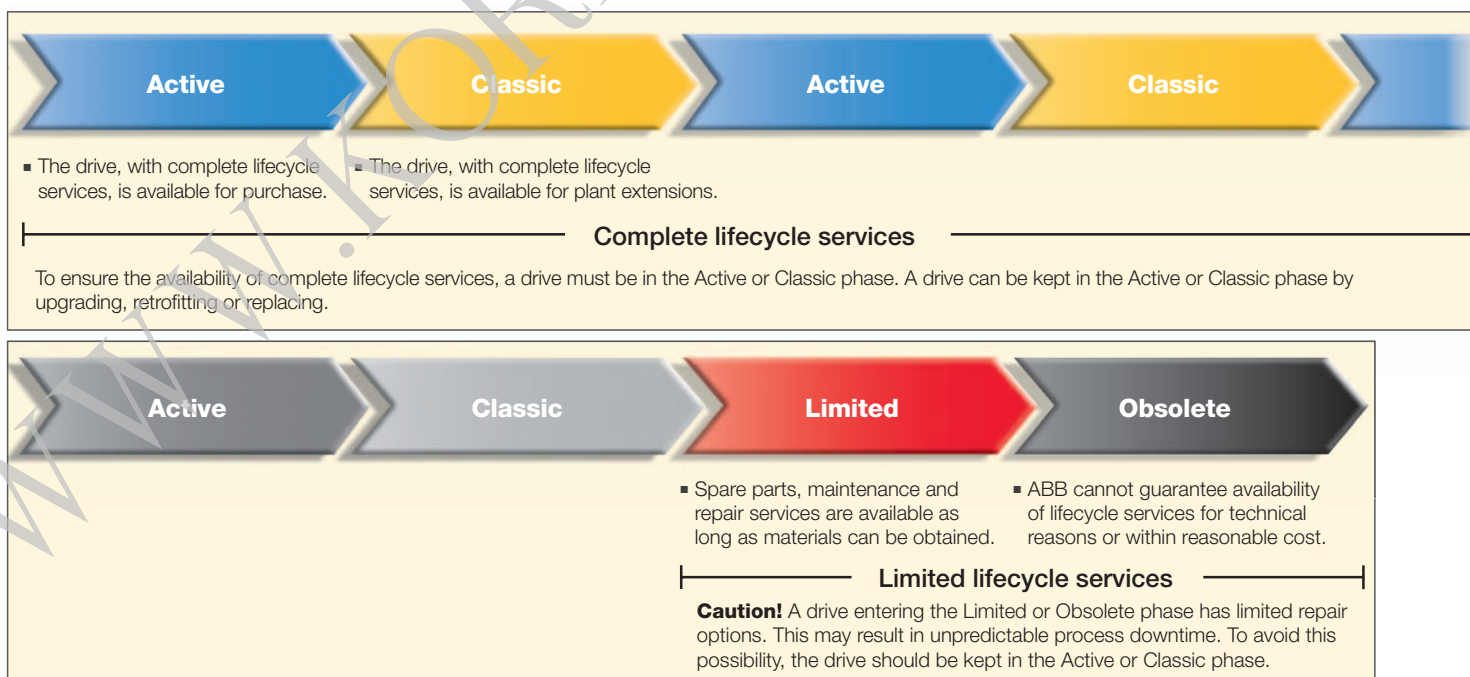 Active Classic Active Classic
▪ The drive, with complete lifecycle
services, is available for purchase.
▪ The drive, with complete lifecycle
services, is available for plant extensions.
Complete lifecycle services
To ensure the availability of complete lifecycle services, a drive must be in the Active or Classic phase. A drive can be kept in the Active or Classic phase by
upgrading, retrofitting or replacing.
Active Classic Limited Obsolete
▪ Spare parts, maintenance and
repair services are available as
long as materials can be obtained.
▪ ABB cannot guarantee availability
of lifecycle services for technical
reasons or within reasonable cost.
Limited lifecycle services
Caution! A drive entering the Limited or Obsolete phase has limited repair
options. This may result in unpredictable process downtime. To avoid this
possibility, the drive should be kept in the Active or Classic phase.